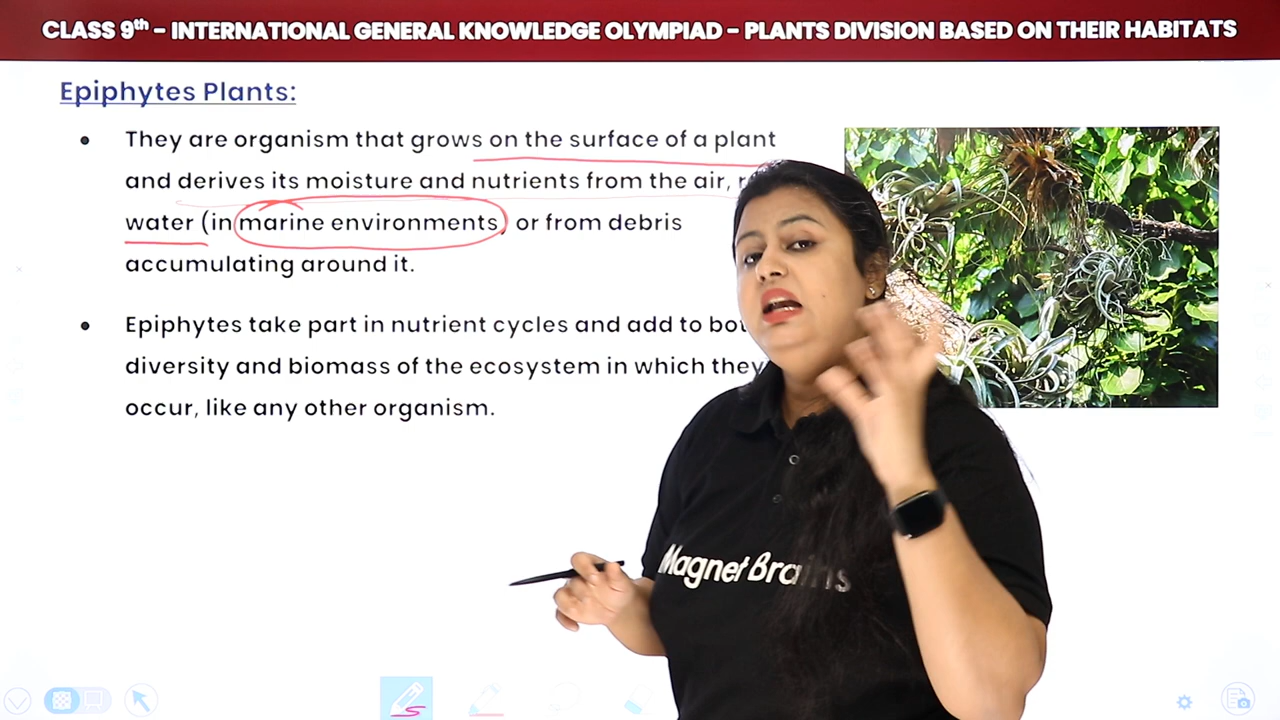 CLASS 9th - INTERNATIONAL GENERAL KNOWLEDGE OLYMPIAD - PLANTS DIVISION BASED ON THEIR HABITATS
Epiphytes Plants:
• They are organism that grows on the surface of a plant
and derives its moisture and nutrients from the air,
water (in marine environments) or from debris
accumulating around it.
• Epiphytes take part in nutrient cycles and add to
diversity and biomass of the ecosystem in which they
occur, like any other organism.
Magnet Brains